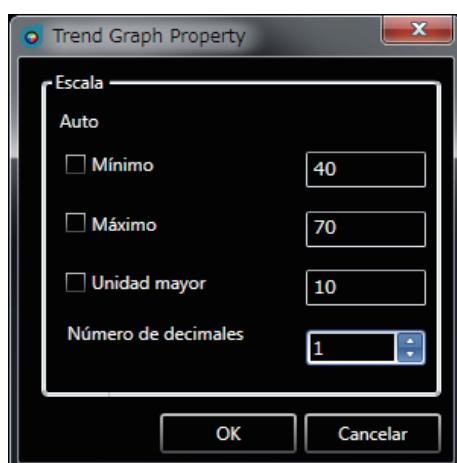 Trend Graph Property
Escala
Auto
Mínimo 40
Máximo 70
Unidad mayor 10
Número de decimales 1
OK Cancelar